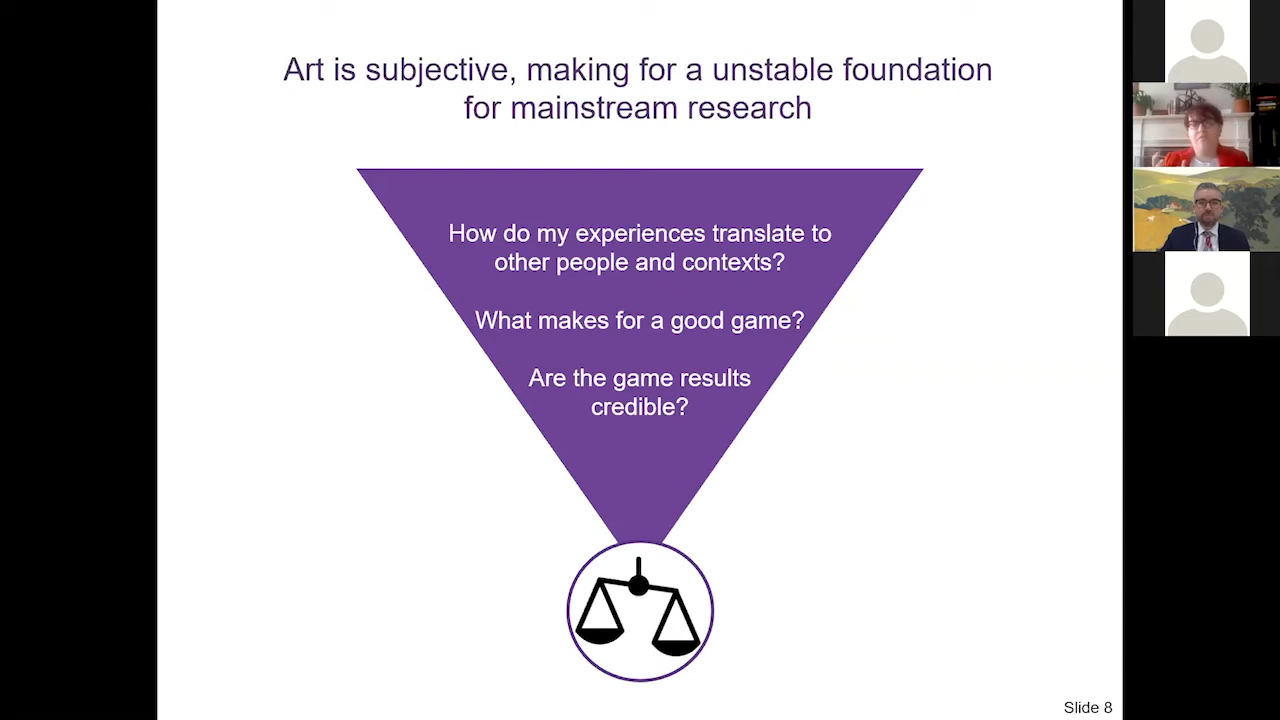 Art is subjective, making for a unstable foundation
for mainstream research
How do my experiences translate to
other people and contexts?
What makes for a good game?
Are the game results
credible?
Slide 8